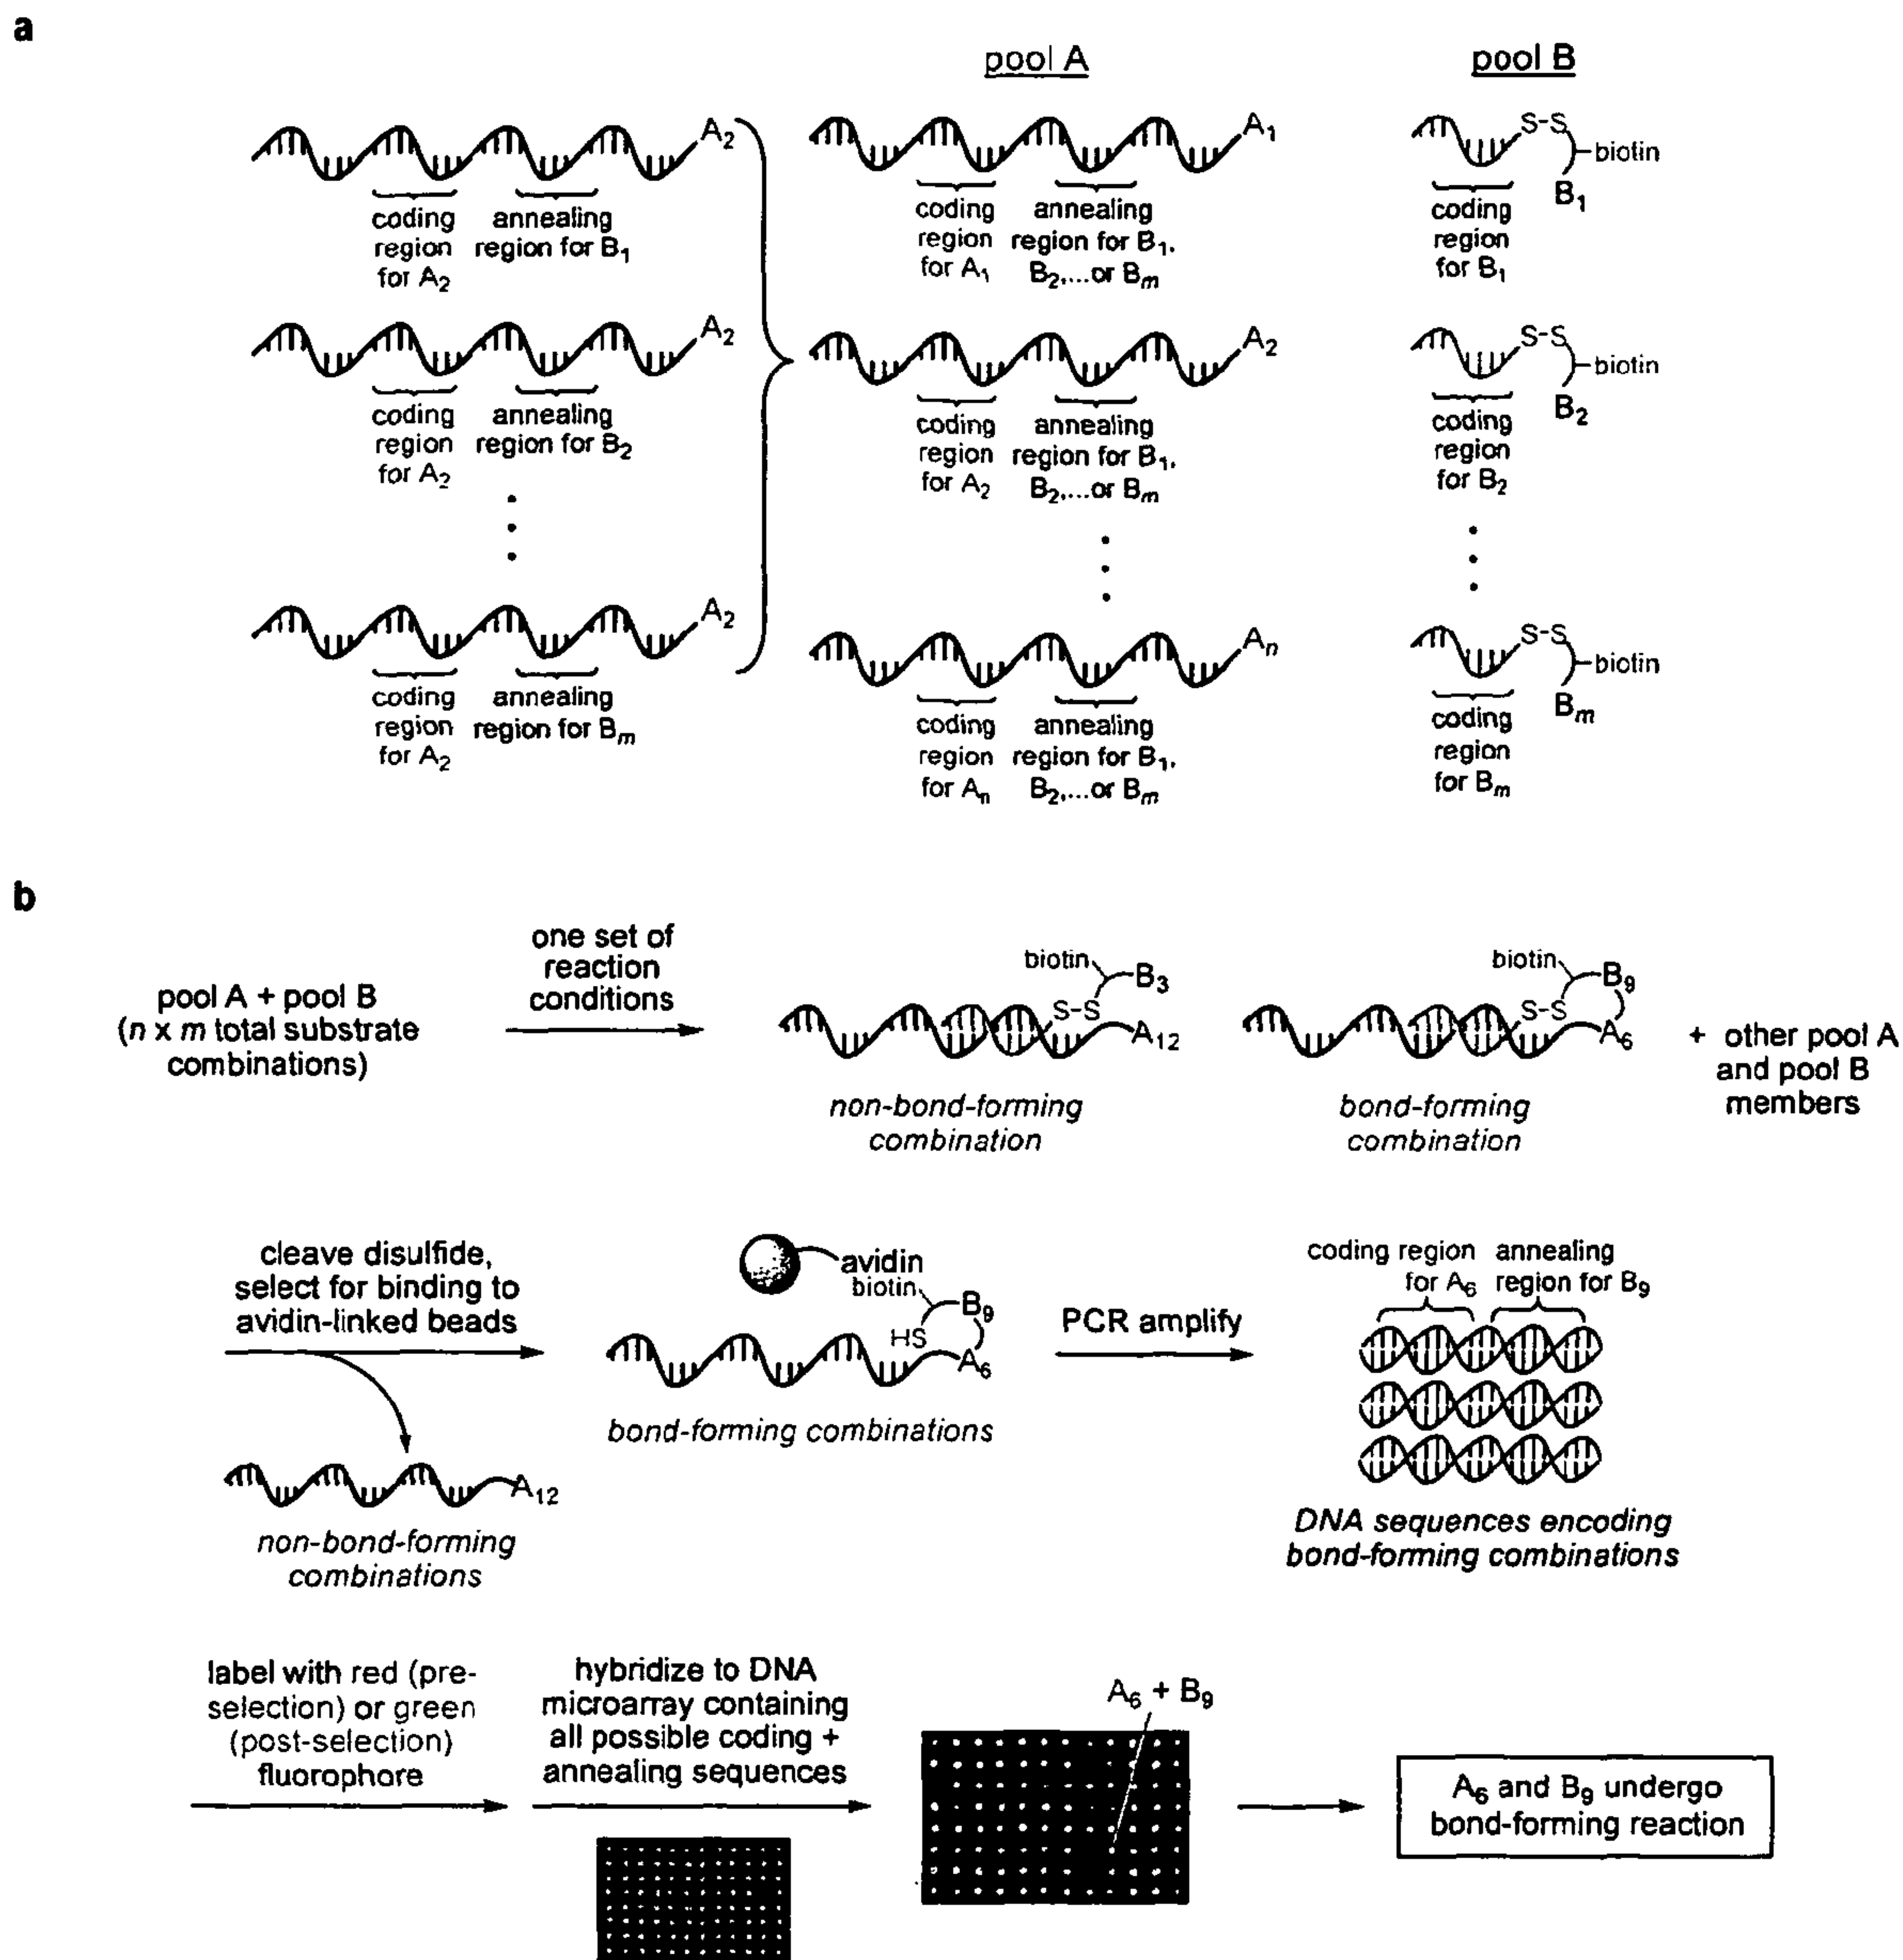 a
pool A
pool B
A2
coding
region
for A2
annealing
region for B1
A2
coding
region
for A2
annealing
region for B2
A2
coding
region
for A2
annealing
region for Bm
A1
coding
region
for A1
annealing
region for B1,
B2,...or Bm
A2
coding
region
for A2
annealing
region for B1,
B2,...or Bm
An
coding
region
for An
annealing
region for B1,
B2,...or Bm
S-S
biotin
B1
coding
region
for B1
S-S
biotin
B2
coding
region
for B2
S-S
biotin
Bm
coding
region
for Bm
b
pool A + pool B
(n x m total substrate
combinations)
one set of
reaction
conditions
biotin
B3
S-S
A12
non-bond-forming
combination
biotin
B9
S-S
A6
bond-forming
combination
+ other pool A
and pool B
members
cleave disulfide,
select for binding to
avidin-linked beads
A12
non-bond-forming
combinations
avidin
biotin
B9
HS
A6
bond-forming combinations
PCR amplify
coding region
for A6
annealing
region for B9
DNA sequences encoding
bond-forming combinations
label with red (pre-
selection) or green
(post-selection)
fluorophore
hybridize to DNA
microarray containing
all possible coding +
annealing sequences
A6 + B9
A6 and B9 undergo
bond-forming reaction